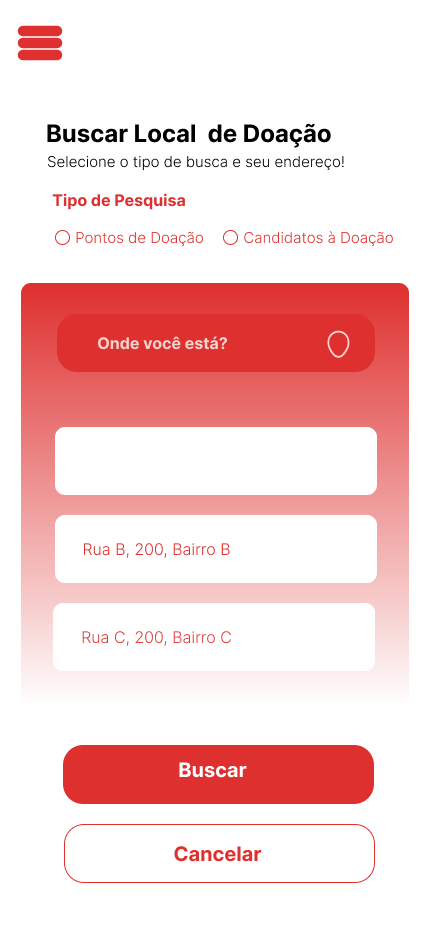 Buscar Local  de Doação
Selecione o tipo de busca e seu endereço!
Tipo de Pesquisa
Pontos de Doação
Candidatos à Doação
Onde você está?
Rua B, 200, Bairro B
Rua C, 200, Bairro C
Buscar
Cancelar